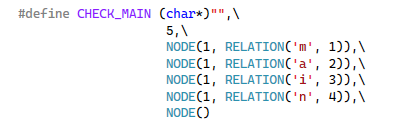 #define CHECK_MAIN (char*)"",\
5,\
NODE(1, RELATION('m', 1)),\
NODE(1, RELATION('a', 2)),\
NODE(1, RELATION('i', 3)),\
NODE(1, RELATION('n', 4)),\
NODE()